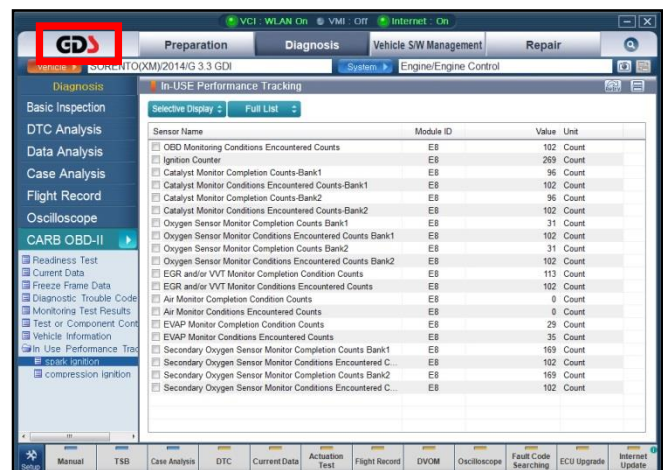 VCI : WLAN On VMI : Off Internet : On
GDS Preparation Diagnosis Vehicle S/W Management Repair
Vehicle SORENTO(XM)/2014/G 3.3 GDI System Engine/Engine Control
Diagnosis In-USE Performance Tracking
Basic Inspection
DTC Analysis
Data Analysis
Case Analysis
Flight Record
Oscilloscope
CARB OBD-II
Readiness Test
Current Data
Freeze Frame Data
Diagnostic Trouble Code
Monitoring Test Results
Test or Component Cont
Vehicle Information
In Use Performance Trac
spark ignition
compression ignition
Selective Display Full List
Sensor Name Module ID Value Unit
OBD Monitoring Conditions Encountered Counts E8 102 Count
Ignition Counter E8 269 Count
Catalyst Monitor Completion Counts-Bank1 E8 96 Count
Catalyst Monitor Conditions Encountered Counts-Bank1 E8 102 Count
Catalyst Monitor Completion Counts-Bank2 E8 96 Count
Catalyst Monitor Conditions Encountered Counts-Bank2 E8 102 Count
Oxygen Sensor Monitor Completion Counts Bank1 E8 31 Count
Oxygen Sensor Monitor Conditions Encountered Counts Bank1 E8 102 Count
Oxygen Sensor Monitor Completion Counts Bank2 E8 31 Count
Oxygen Sensor Monitor Conditions Encountered Counts Bank2 E8 102 Count
EGR and/or VVT Monitor Completion Condition Counts E8 113 Count
EGR and/or VVT Monitor Conditions Encountered Counts E8 102 Count
Air Monitor Completion Condition Counts E8 0 Count
Air Monitor Conditions Encountered Counts E8 0 Count
EVAP Monitor Completion Condition Counts E8 29 Count
EVAP Monitor Conditions Encountered Counts E8 35 Count
Secondary Oxygen Sensor Monitor Completion Counts Bank1 E8 169 Count
Secondary Oxygen Sensor Monitor Conditions Encountered C... E8 102 Count
Secondary Oxygen Sensor Monitor Completion Counts Bank2 E8 169 Count
Secondary Oxygen Sensor Monitor Conditions Encountered C... E8 102 Count
Setup Manual TSB Case Analysis DTC Current Data Actuation Test Flight Record DVOM Oscilloscope Fault Code Searching ECU Upgrade Internet Update